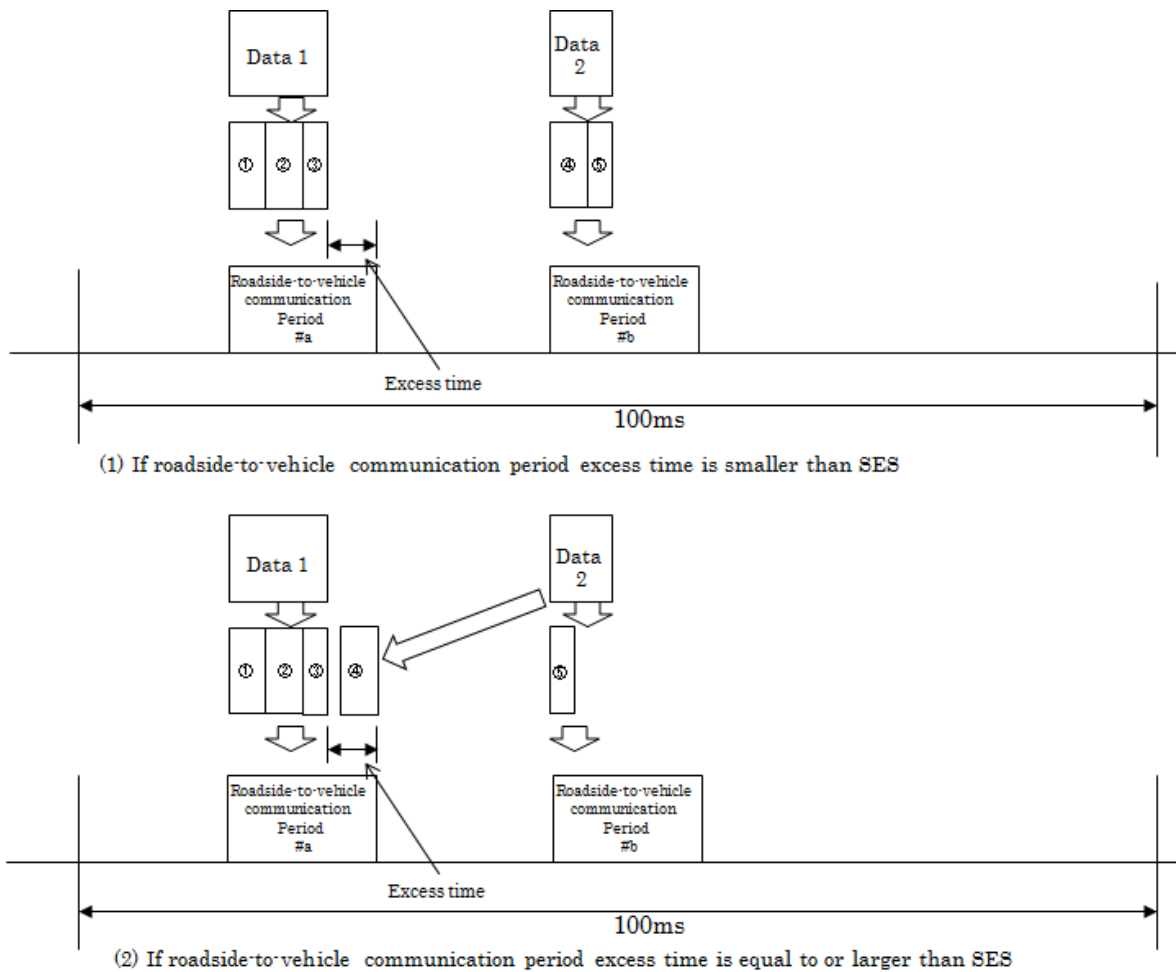 Data 1
Data
2
① ② ③
④ ⑤
Roadside-to-vehicle
communication
Period
#a
Roadside-to-vehicle
communication
Period
#b
Excess time
100ms
(1) If roadside-to-vehicle communication period excess time is smaller than SES
Data 1
Data
2
① ② ③ ④
⑤
Roadside-to-vehicle
communication
Period
#a
Roadside-to-vehicle
communication
Period
#b
Excess time
100ms
(2) If roadside-to-vehicle communication period excess time is equal to or larger than SES